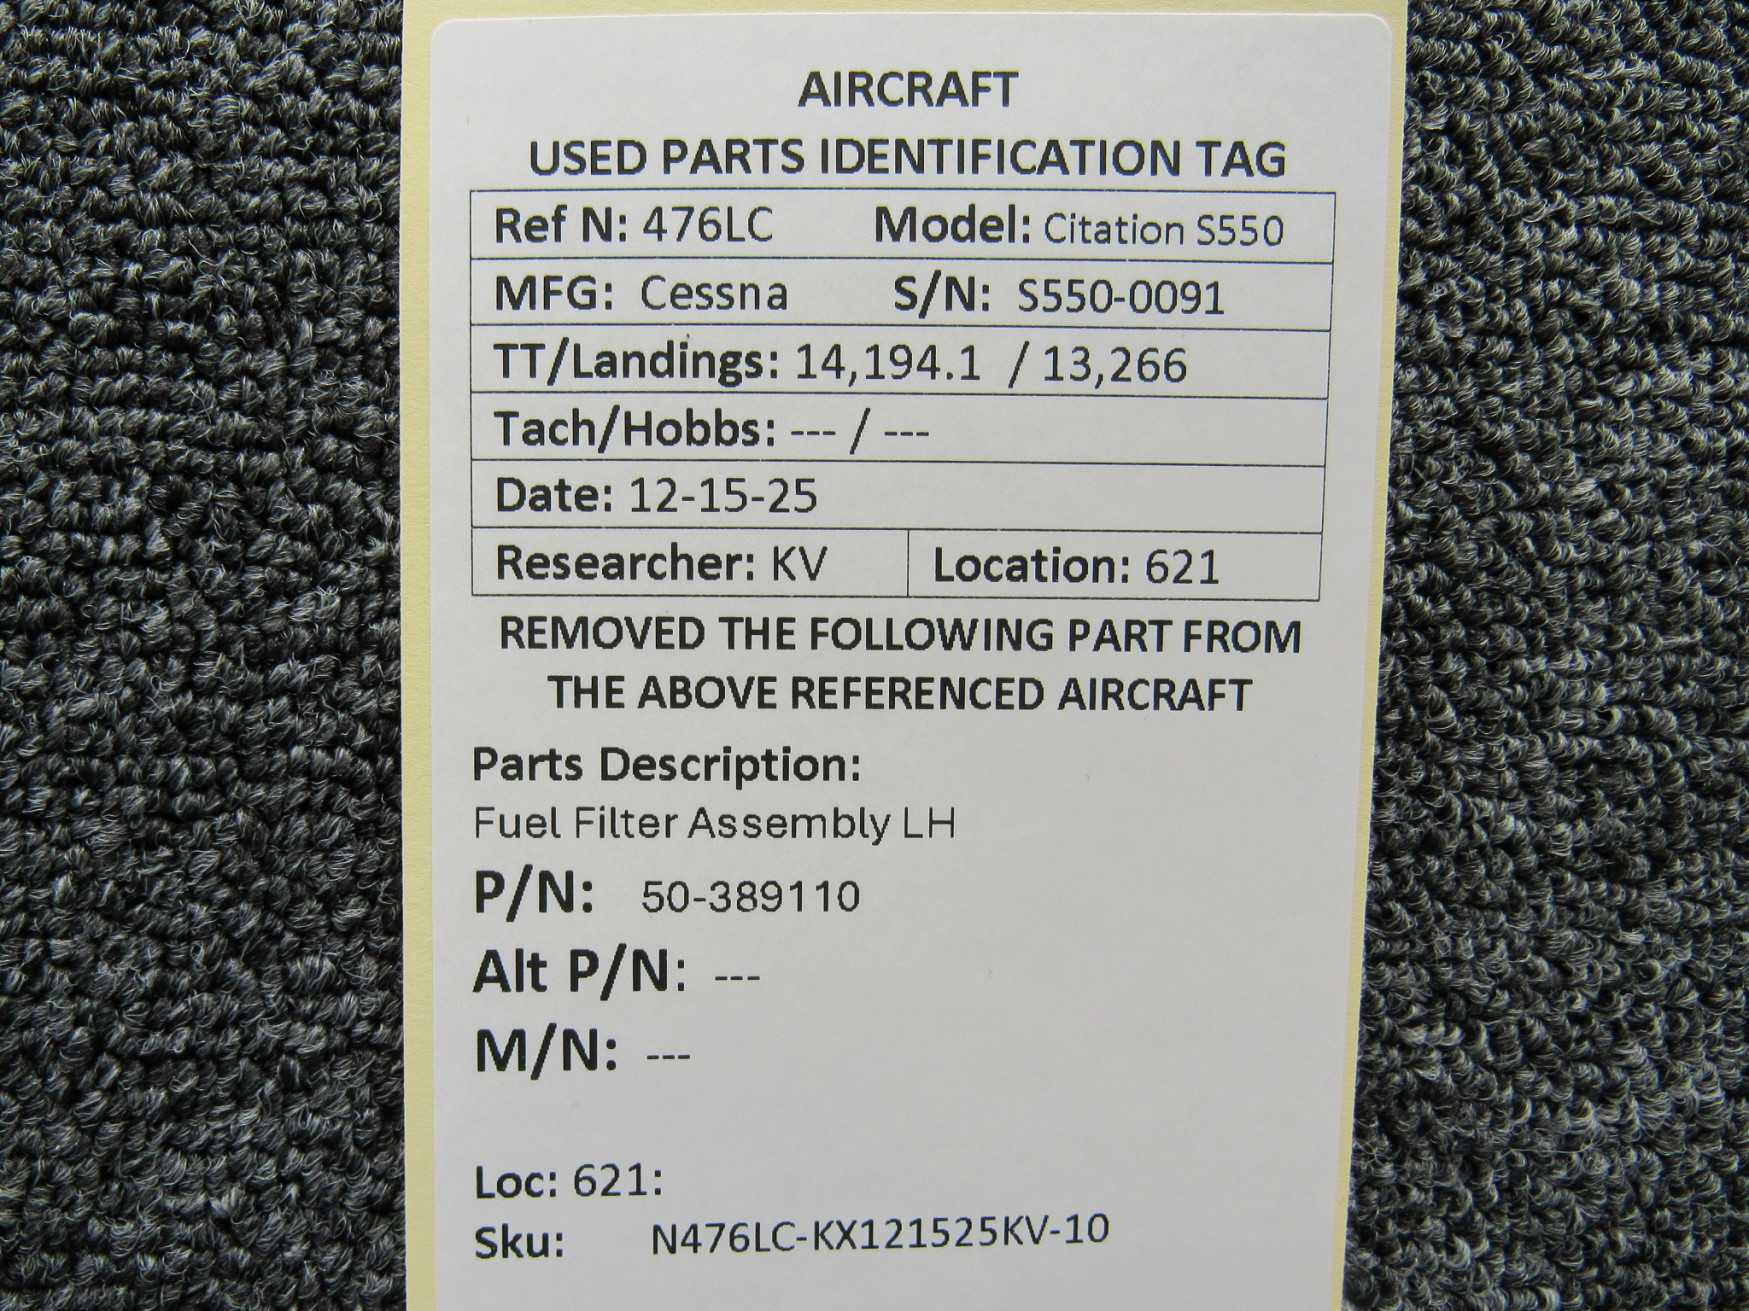 AIRCRAFT
USED PARTS IDENTIFICATION TAG
Ref N: 476LC Model: Citation S550
MFG: Cessna S/N: S550-0091
TT/Landings: 14,194.1 / 13,266
Tach/Hobbs: --- / ---
Date: 12-15-25
Researcher: KV Location: 621
REMOVED THE FOLLOWING PART FROM
THE ABOVE REFERENCED AIRCRAFT
Parts Description:
Fuel Filter Assembly LH
P/N: 50-389110
Alt P/N: ---
M/N: ---
Loc: 621:
Sku: N476LC-KX121525KV-10